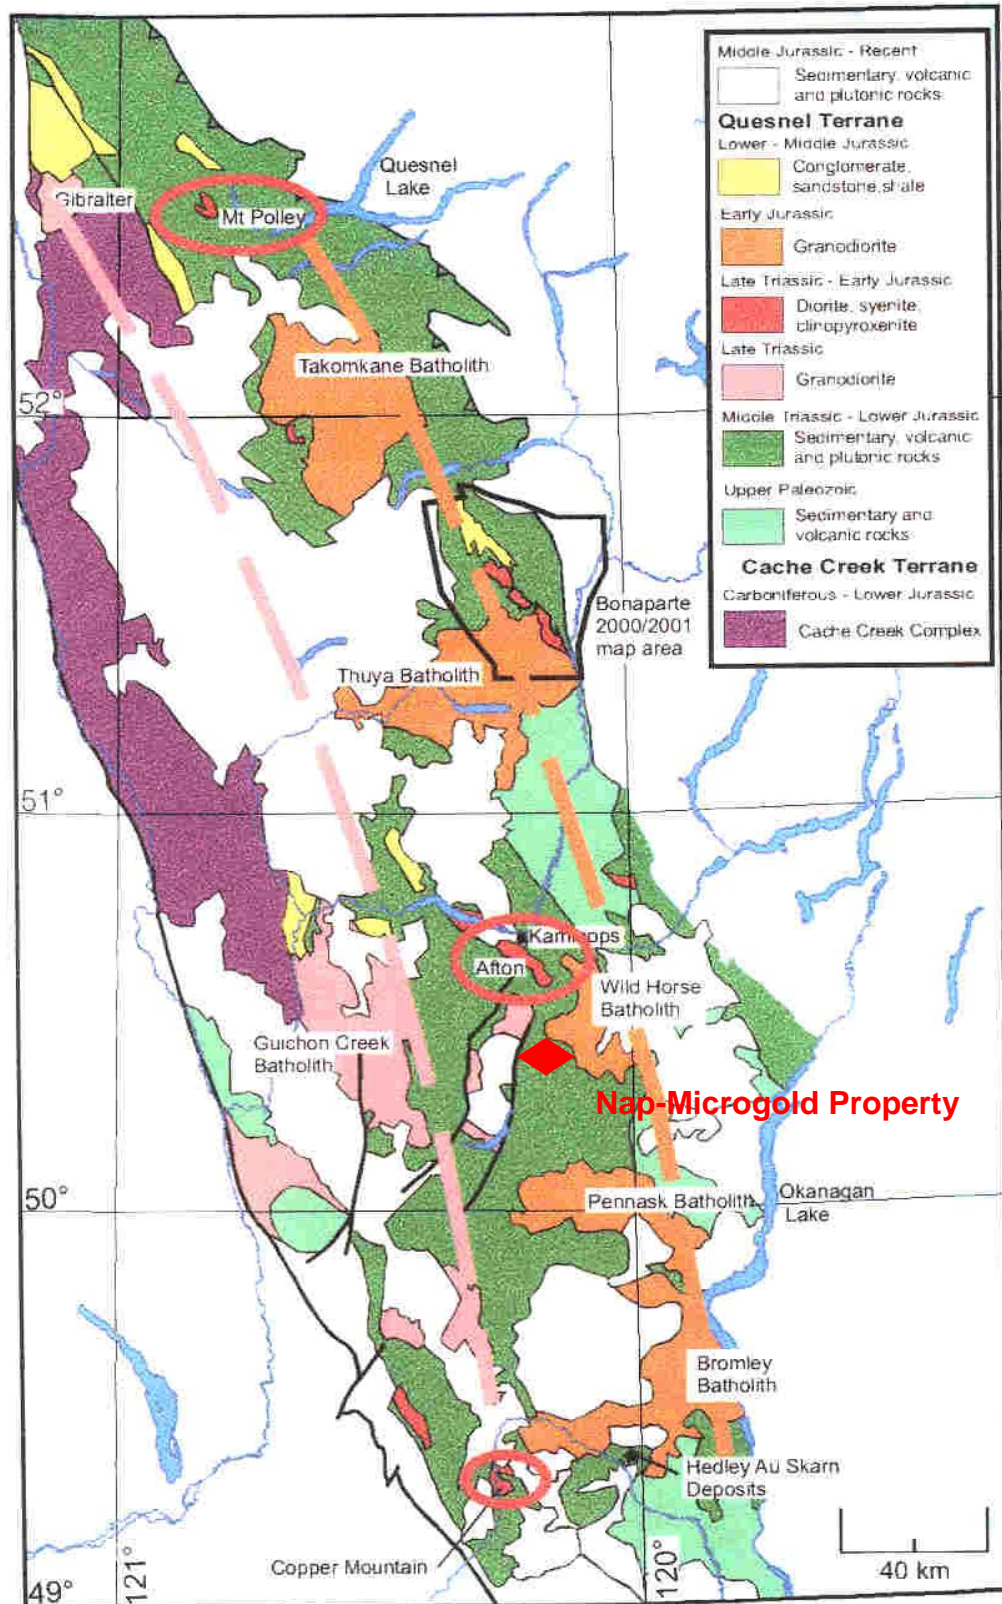 Middle Jurassic - Recent
Sedimentary, volcanic
and plutonic rocks
Quesnel Terrane
Lower - Middle Jurassic
Conglomerate,
sandstone, shale
Early Jurassic
Granodiorite
Late Triassic - Early Jurassic
Diorite, syenite,
clinopyroxenite
Late Triassic
Granodiorite
Middle Triassic - Lower Jurassic
Sedimentary, volcanic
and plutonic rocks
Upper Paleozoic
Sedimentary and
volcanic rocks
Cache Creek Terrane
Carboniferous - Lower Jurassic
Cache Creek Complex
Quesnel
Lake
Gibralter
Mt Polley
Takomkane Batholith
52°
Bonaparte
2000/2001
map area
Thuya Batholith
51°
Kamloops
Afton
Wild Horse
Batholith
Guichon Creek
Batholith
Nap-Microgold Property
50°
Pennask Batholith
Okanagan
Lake
Bromley
Batholith
Hedley Au Skarn
Deposits
Copper Mountain
40 km
49°
121°
120°